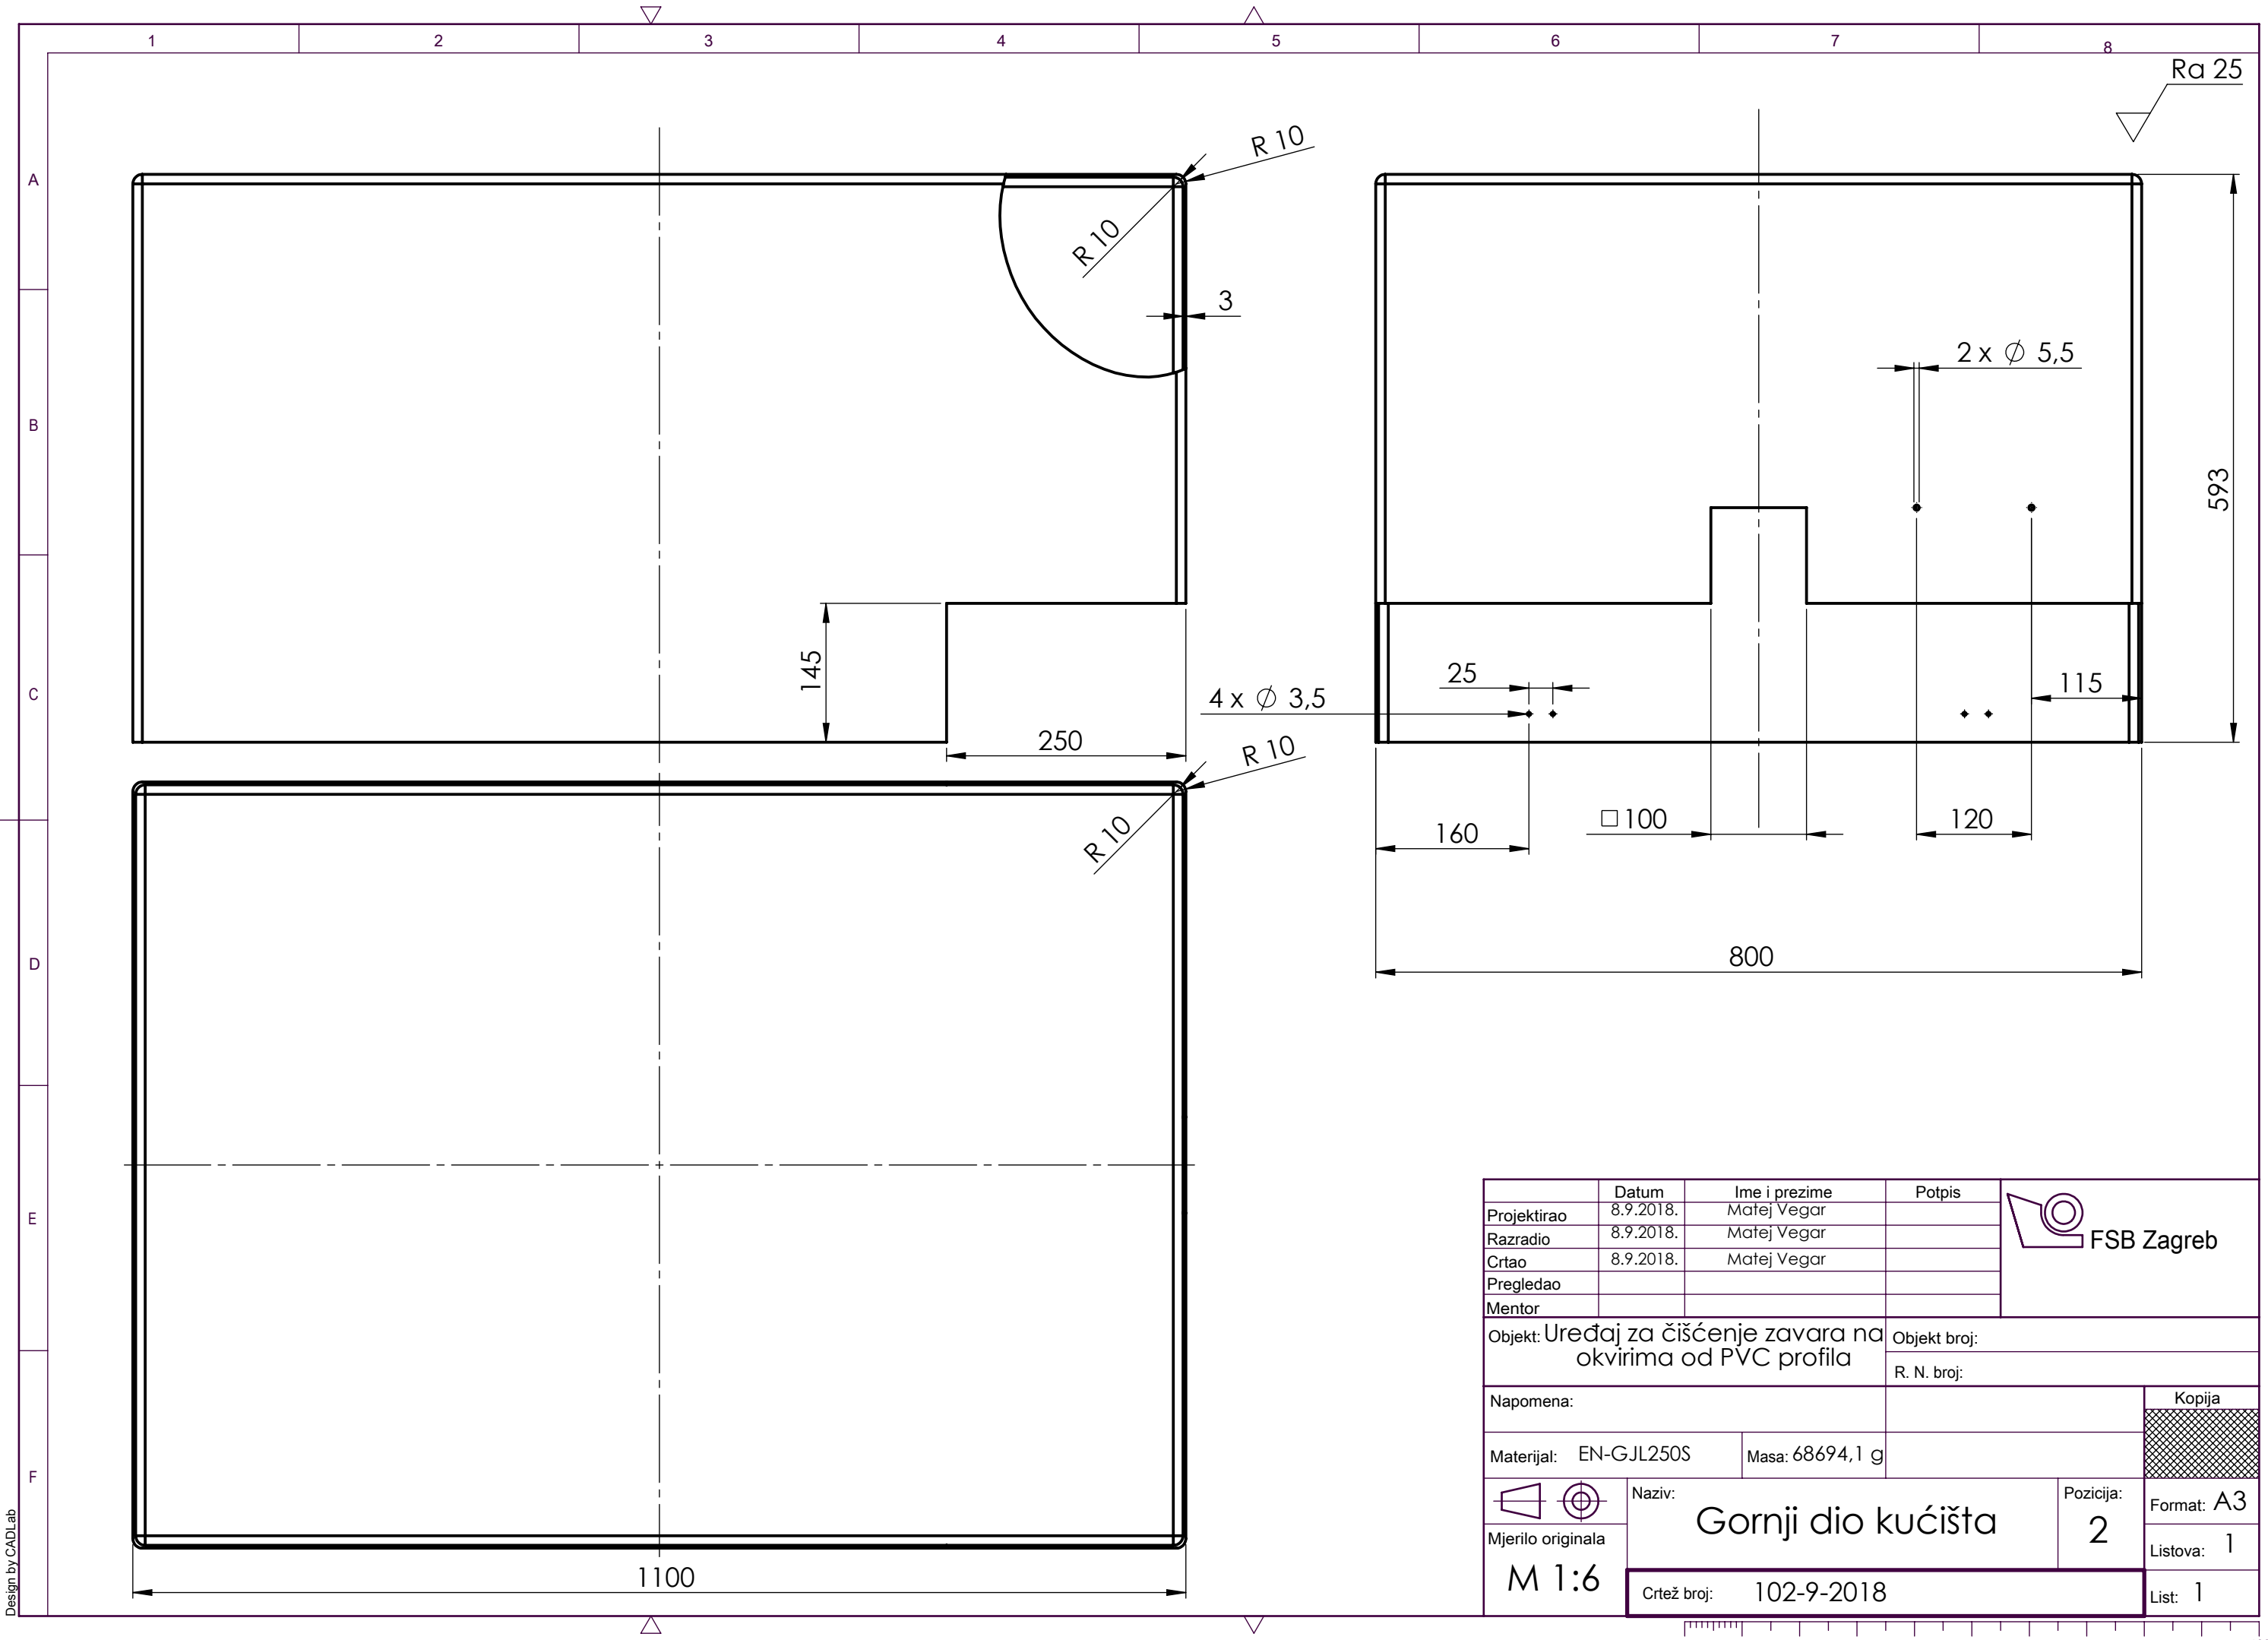 1 2 3 4 5 6 7 8
Ra 25
A
B
C
D
E
F
R 10
R 10
3
145
250
R 10
R 10
1100
2 x ∅ 5,5
593
25
4 x ∅ 3,5
115
160
□ 100
120
800
Datum Ime i prezime Potpis
Projektirao 8.9.2018. Matej Vegar
Razradio 8.9.2018. Matej Vegar
Crtao 8.9.2018. Matej Vegar
Pregledao
Mentor
FSB Zagreb
Objekt: Uređaj za čišćenje zavara na
okvirima od PVC profila
Objekt broj:
R. N. broj:
Napomena:
Kopija
Materijal: EN-GJL250S Masa: 68694,1 g
Naziv: Gornji dio kućišta
Pozicija: 2
Format: A3
Mjerilo originala
M 1:6
Listova: 1
Crtež broj: 102-9-2018
List: 1
Design by CADLab